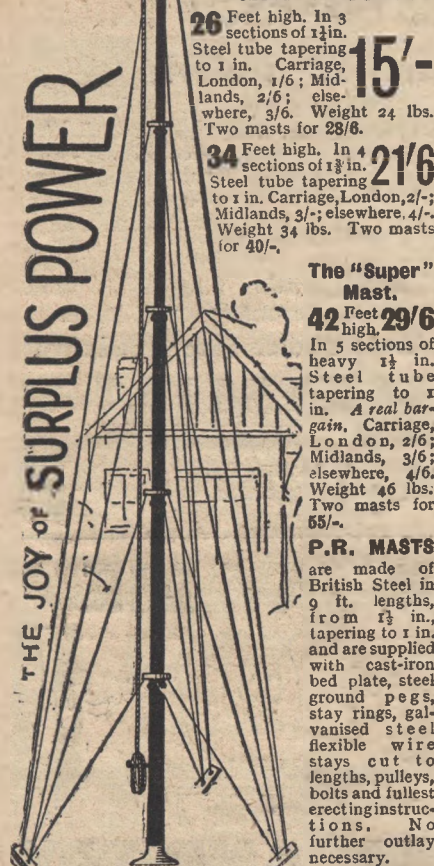 THE JOY OF SURPLUS POWER
26 Feet high. In 3
sections of 1¼in.
Steel tube tapering
to 1 in. Carriage,
London, 1/6; Mid-
lands, 2/6; else-
where, 3/6. Weight 24 lbs.
Two masts for 28/6.
15'-
34 Feet high. In 4
sections of 1⅜ in.
Steel tube tapering
to 1 in. Carriage, London, 2/-;
Midlands, 3/-; elsewhere, 4/-.
Weight 34 lbs. Two masts
for 40/-.
21'6
The "Super"
Mast.
42 Feet high. 29'6
In 5 sections of
heavy 1½ in.
Steel tube
tapering to 1
in. A real bar-
gain. Carriage,
London, 2/6;
Midlands, 3/6;
elsewhere, 4/6.
Weight 46 lbs.
Two masts for
55/-.
P.R. MASTS
are made of
British Steel in
9 ft. lengths,
from 1½ in.,
tapering to 1 in.
and are supplied
with cast-iron
bed plate, steel
ground pegs,
stay rings, gal-
vanised steel
flexible wire
stays cut to
lengths, pulleys,
bolts and fullest
erecting instruc-
tions. No
further outlay
necessary.